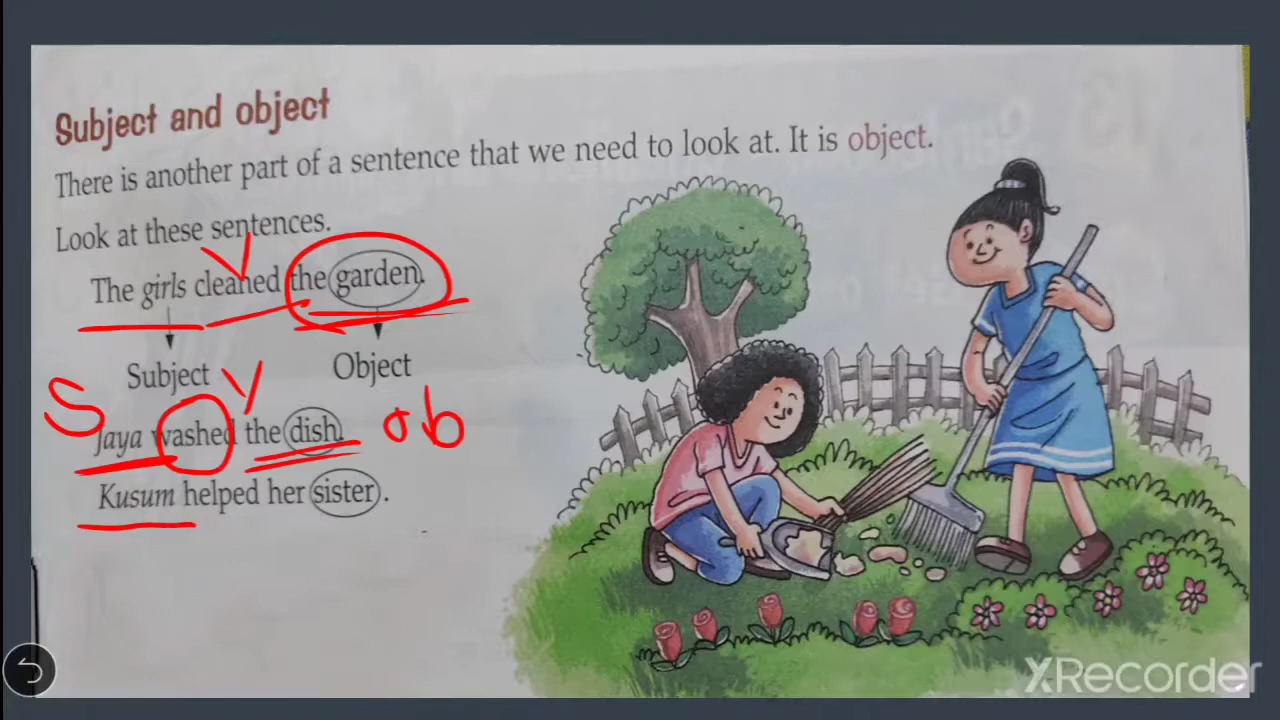 Subject and object
There is another part of a sentence that we need to look at. It is object.
Look at these sentences.
V
The girls cleaned the garden.
Subject Object
S V
Jaya washed the dish. ob
Kusum helped her sister.
XRecorder